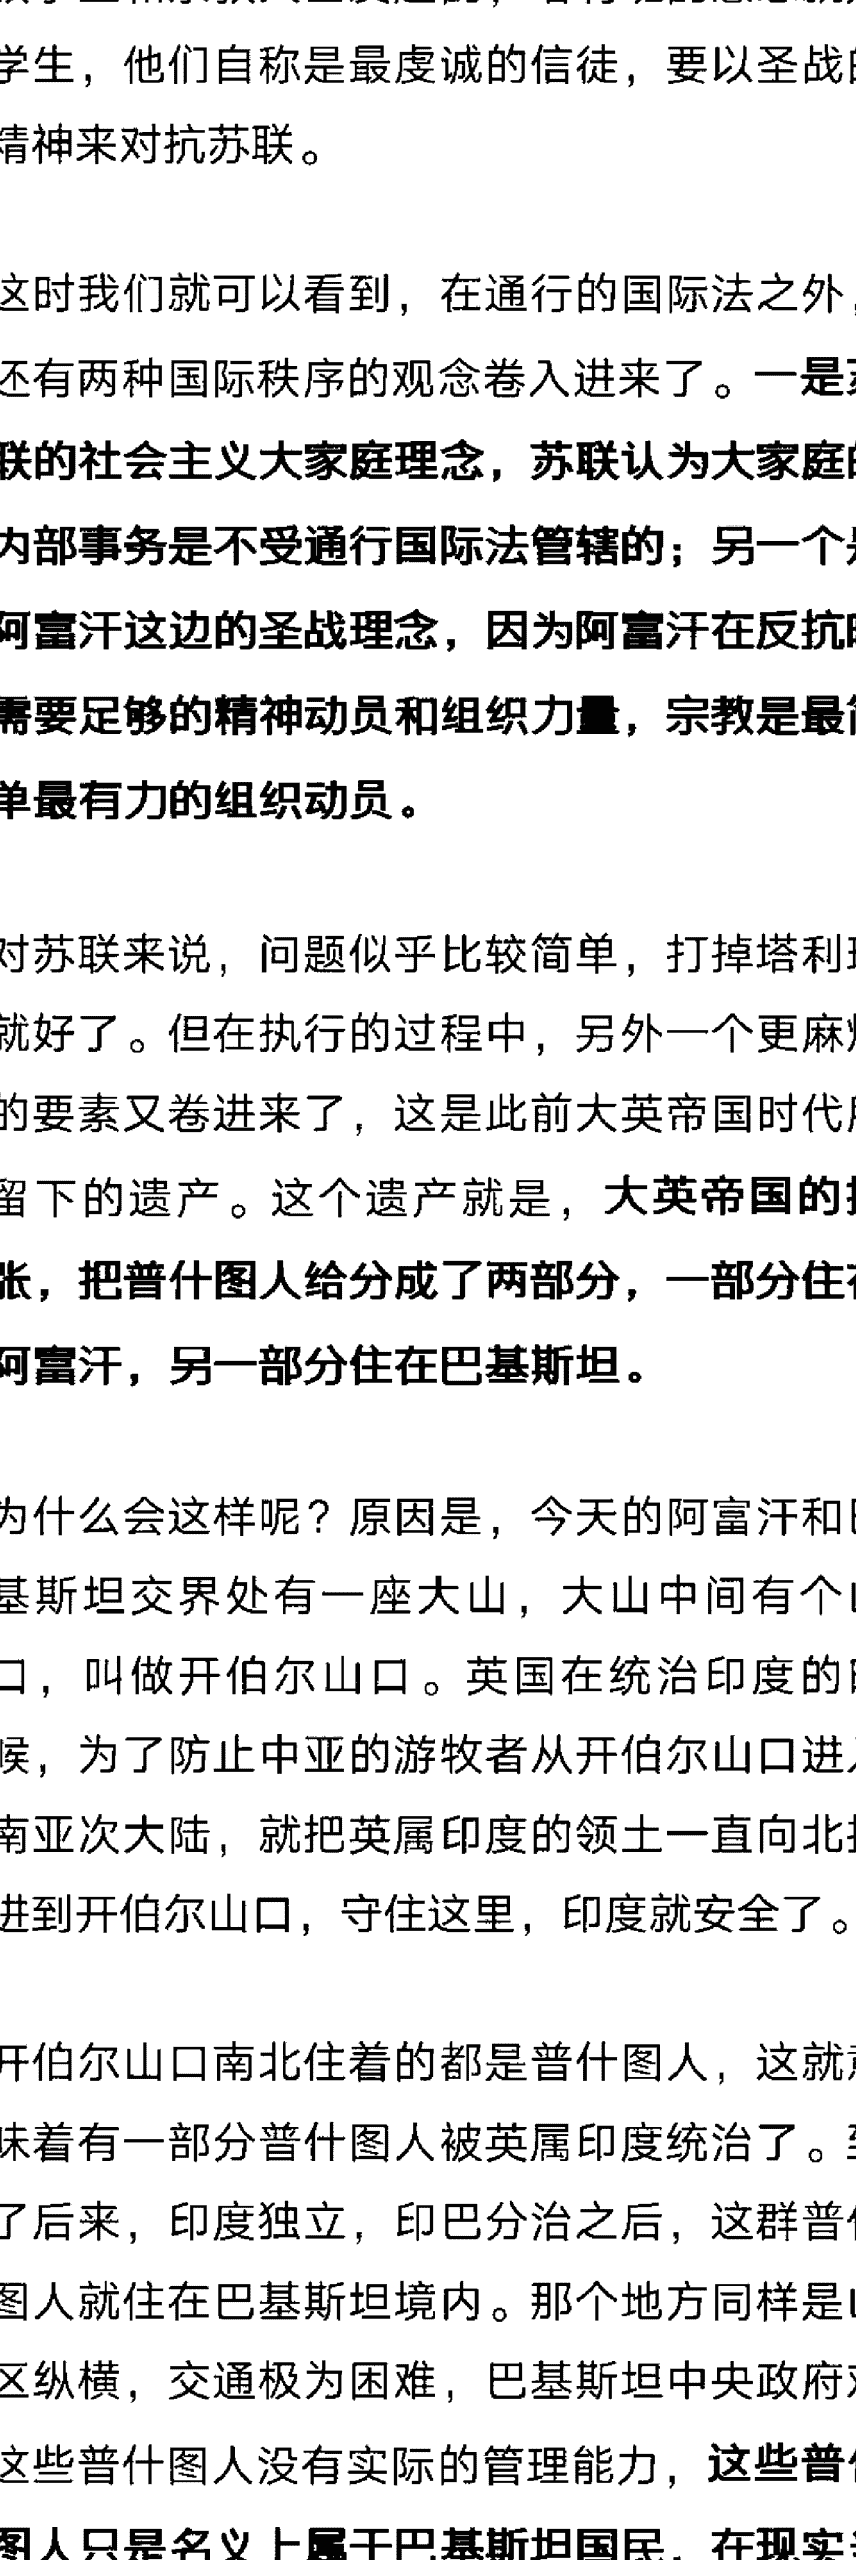 学生，他们自称是最虔诚的信徒，要以圣战的
精神来对抗苏联。
这时我们就可以看到，在通行的国际法之外，
还有两种国际秩序的观念卷入进来了。一是苏
联的社会主义大家庭理念，苏联认为大家庭的
内部事务是不受通行国际法管辖的；另一个是
阿富汗这边的圣战理念，因为阿富汗在反抗时
需要足够的精神动员和组织力量，宗教是最简
单最有力的组织动员。
对苏联来说，问题似乎比较简单，打掉塔利班
就好了。但在执行的过程中，另外一个更麻烦
的要素又卷进来了，这是此前大英帝国时代所
留下的遗产。这个遗产就是，大英帝国的扩
张，把普什图人给分成了两部分，一部分住在
阿富汗，另一部分住在巴基斯坦。
为什么会这样呢？原因是，今天的阿富汗和巴
基斯坦交界处有一座大山，大山中间有个山
口，叫做开伯尔山口。英国在统治印度的时
候，为了防止中亚的游牧者从开伯尔山口进入
南亚次大陆，就把英属印度的领土一直向北推
进到开伯尔山口，守住这里，印度就安全了。
开伯尔山口南北住着的都是普什图人，这就意
味着有一部分普什图人被英属印度统治了。到
了后来，印度独立，印巴分治之后，这群普什
图人就住在巴基斯坦境内。那个地方同样是山
区纵横，交通极为困难，巴基斯坦中央政府对
这些普什图人没有实际的管理能力，这些普什
图人只是名义上属于巴基斯坦国民，在现实当